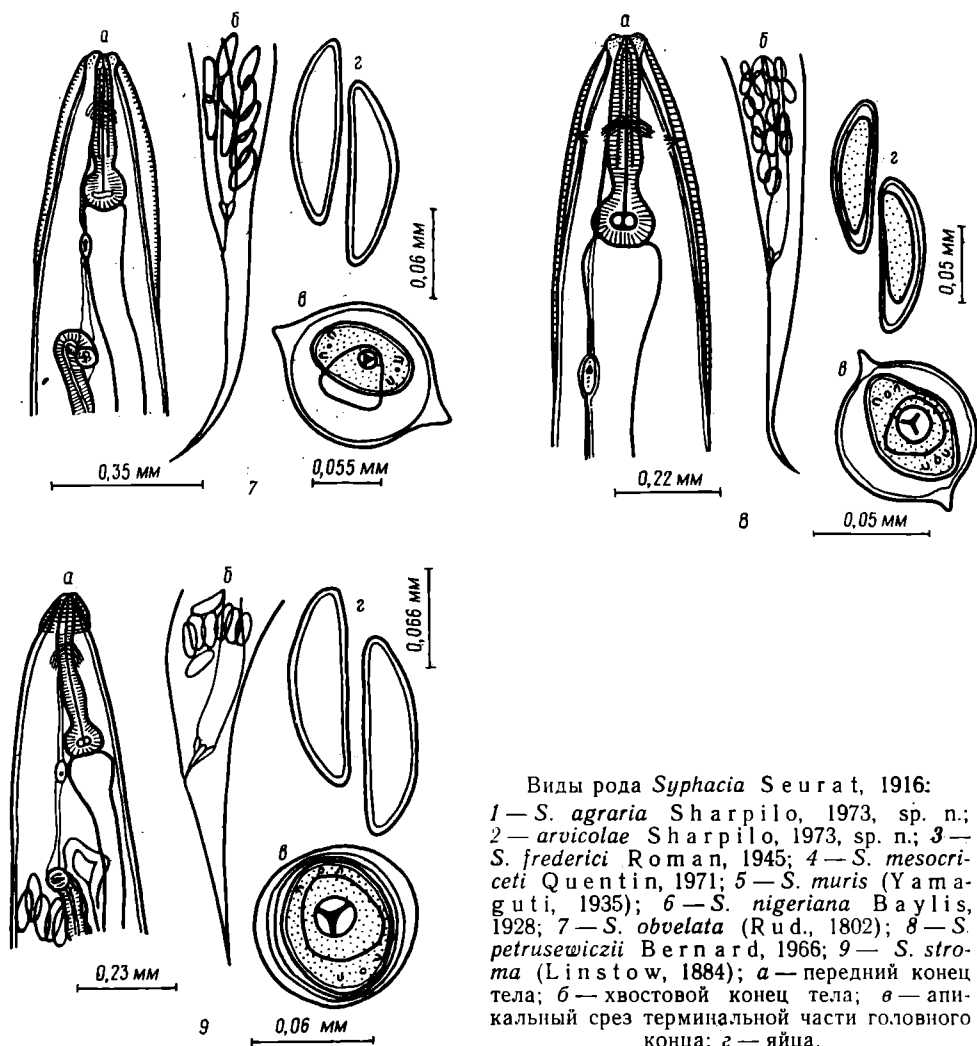 а
б
г
0,06 мм
в
0,35 мм
7
0,055 мм
а
б
г
0,05 мм
в
0,22 мм
8
0,05 мм
а
б
г
0,066 мм
в
0,23 мм
9
0,06 мм
Виды рода Syphacia Seurat, 1916:
1 — S. agraria Sharpilo, 1973, sp. n.;
2 — arvicolae Sharpilo, 1973, sp. n.; 3 —
S. frederici Roman, 1945; 4 — S. mesocri-
ceti Quentin, 1971; 5 — S. muris (Yama-
guti, 1935); 6 — S. nigeriana Baylis,
1928; 7 — S. obvelata (Rud., 1802); 8 — S.
petrusewiczii Bernard, 1966; 9 — S. stro-
ma (Linstow, 1884); а — передний конец
тела; б — хвостовой конец тела; в — апи-
кальный срез терминальной части головного
конца; г — яйца.